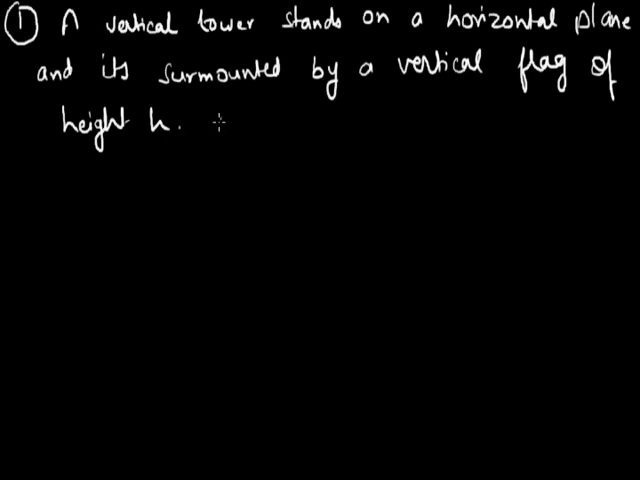 ① A vertical tower stands on a horizontal plane
and its surmounted by a vertical flag of
height h.